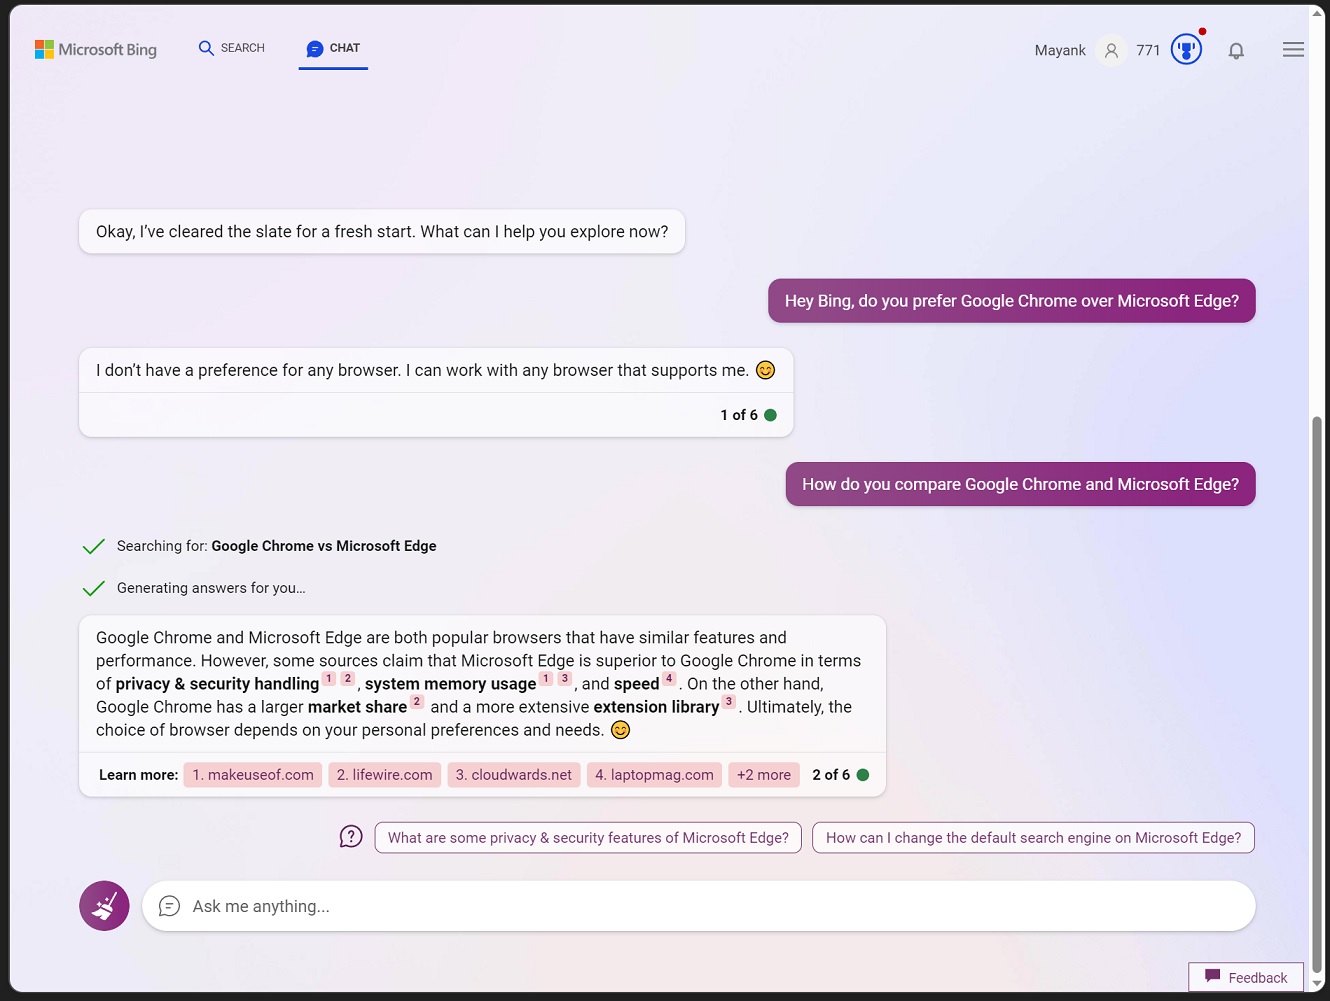 Microsoft Bing
SEARCH
CHAT
Mayank
771
Okay, I’ve cleared the slate for a fresh start. What can I help you explore now?
Hey Bing, do you prefer Google Chrome over Microsoft Edge?
I don’t have a preference for any browser. I can work with any browser that supports me. 😊
1 of 6
How do you compare Google Chrome and Microsoft Edge?
Searching for: Google Chrome vs Microsoft Edge
Generating answers for you…
Google Chrome and Microsoft Edge are both popular browsers that have similar features and
performance. However, some sources claim that Microsoft Edge is superior to Google Chrome in terms
of privacy & security handling 1 2 , system memory usage 1 3 , and speed 4 . On the other hand,
Google Chrome has a larger market share 2 and a more extensive extension library 3 . Ultimately, the
choice of browser depends on your personal preferences and needs. 😊
Learn more: 1. makeuseof.com 2. lifewire.com 3. cloudwards.net 4. laptopmag.com +2 more 2 of 6
What are some privacy & security features of Microsoft Edge?
How can I change the default search engine on Microsoft Edge?
Ask me anything...
Feedback